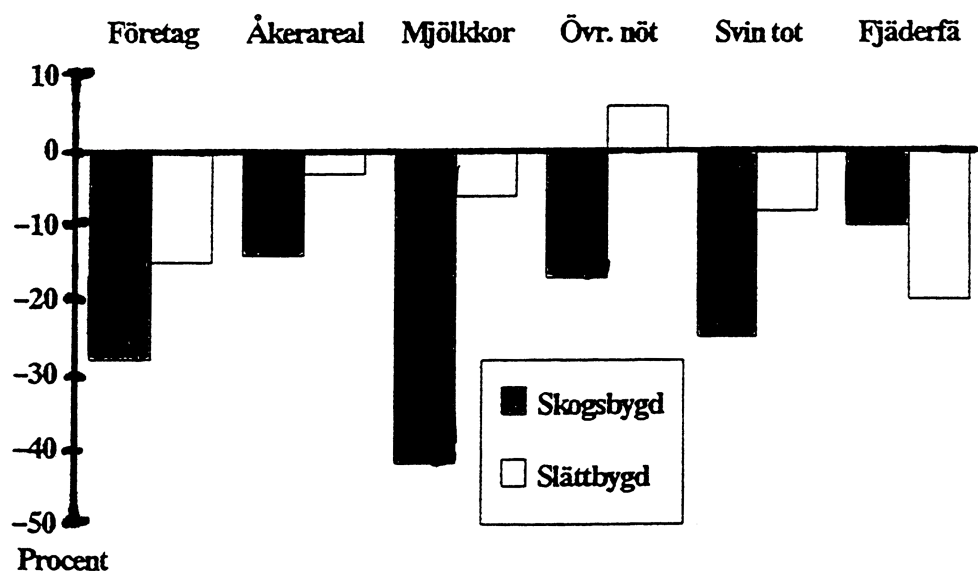 Företag Åkerareal Mjölkkor Övr. nöt Svin tot Fjäderfä
10
0
–10
–20
–30
–40
–50
Procent
Skogsbygd
Slättbygd